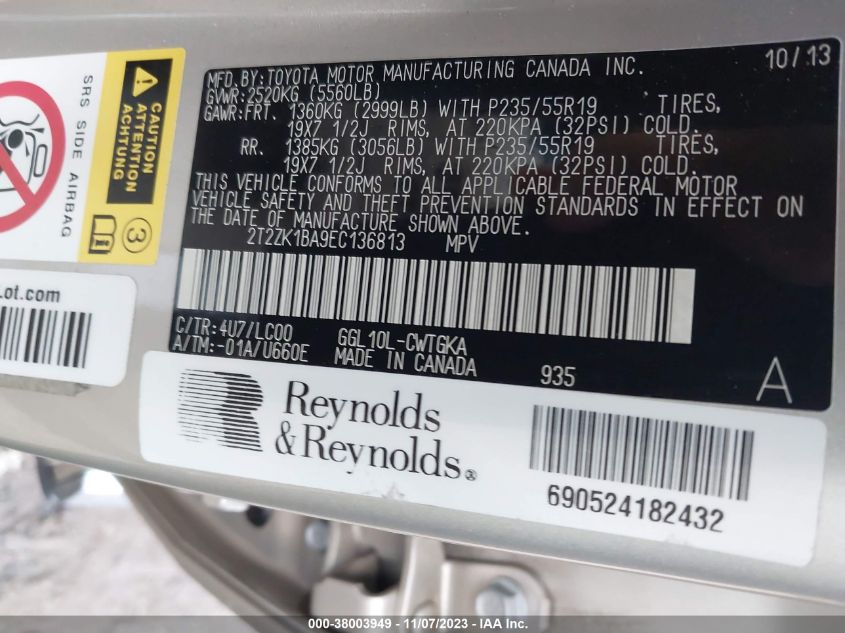 10/13
MFD.BY:TOYOTA MOTOR MANUFACTURING CANADA INC.
GVWR:2520KG (5560LB)
GAWR:FRT. 1360KG (2999LB) WITH P235/55R19 TIRES,
19X7 1/2J RIMS, AT 220KPA (32PSI) COLD.
RR. 1385KG (3056LB) WITH P235/55R19 TIRES,
19X7 1/2J RIMS, AT 220KPA (32PSI) COLD.
THIS VEHICLE CONFORMS TO ALL APPLICABLE FEDERAL MOTOR
VEHICLE SAFETY AND THEFT PREVENTION STANDARDS IN EFFECT ON
THE DATE OF MANUFACTURE SHOWN ABOVE.
2T2ZK1BA9EC136813 MPV
C/TR:4U7/LC00 GGL10L-CWTGKA
A/TM:-01A/U660E MADE IN CANADA 935
A
SRS SIDE AIRBAG
CAUTION
ATTENTION
ACHTUNG
3
ot.com
Reynolds
&Reynolds®
690524182432
000-38003949 - 11/07/2023 - IAA Inc.